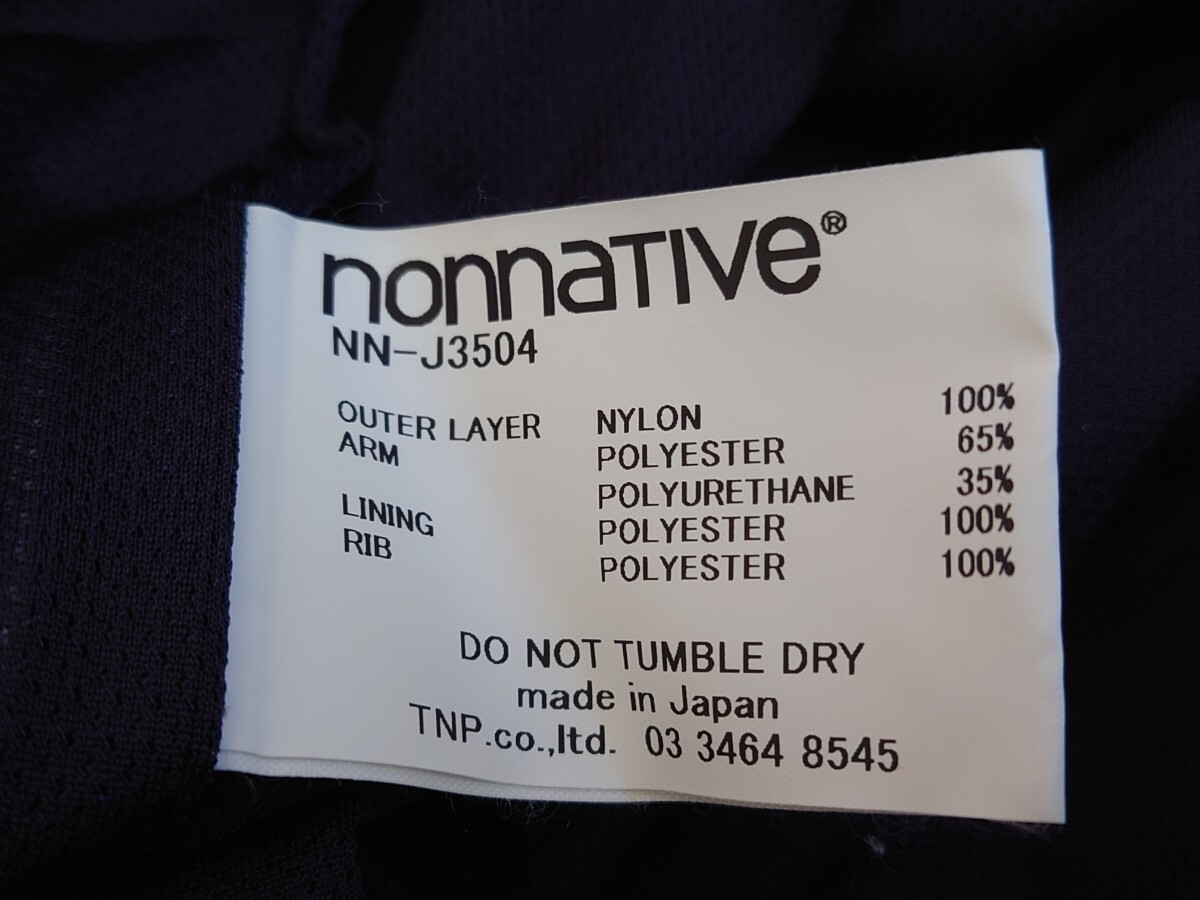 nonnaTIVe®
NN-J3504
OUTER LAYER NYLON 100%
ARM POLYESTER 65%
POLYURETHANE 35%
LINING POLYESTER 100%
RIB POLYESTER 100%
DO NOT TUMBLE DRY
made in Japan
TNP.co.,ltd. 03 3464 8545